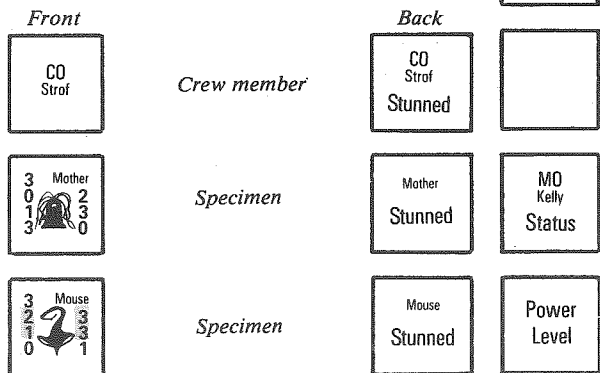 Front
Back
CO
Strof
Crew member
CO
Strof
Stunned
3 Mother
0 2
1 3
3 0
Specimen
Mother
Stunned
MO
Kelly
Status
3 Mouse
2 3
1 3
0 1
Specimen
Mouse
Stunned
Power
Level